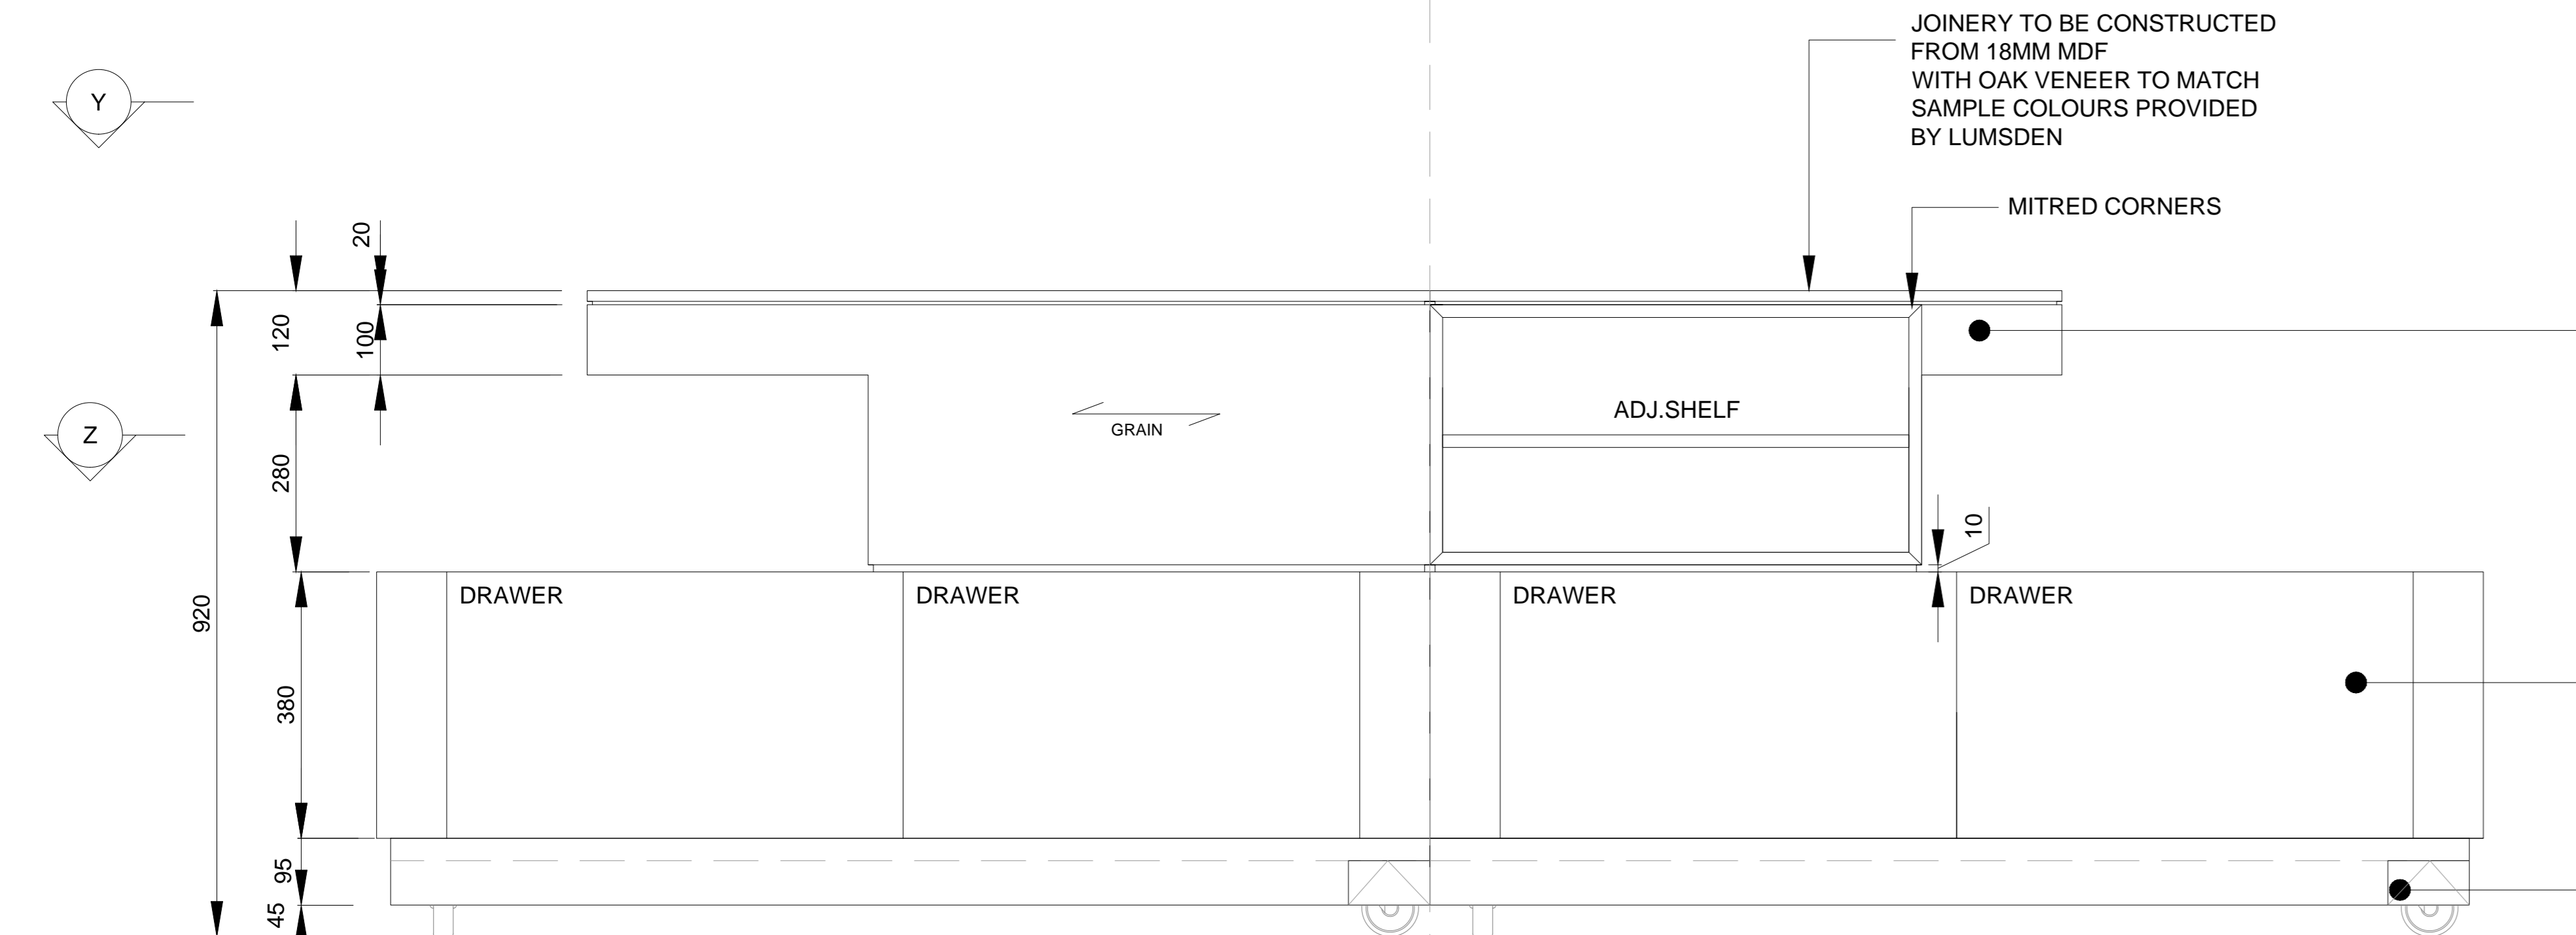 JOINERY TO BE CONSTRUCTED
FROM 18MM MDF
WITH OAK VENEER TO MATCH
SAMPLE COLOURS PROVIDED
BY LUMSDEN
Y
MITRED CORNERS
20
120
100
ADJ.SHELF
GRAIN
Z
280
10
DRAWER
DRAWER
DRAWER
DRAWER
920
380
95
45